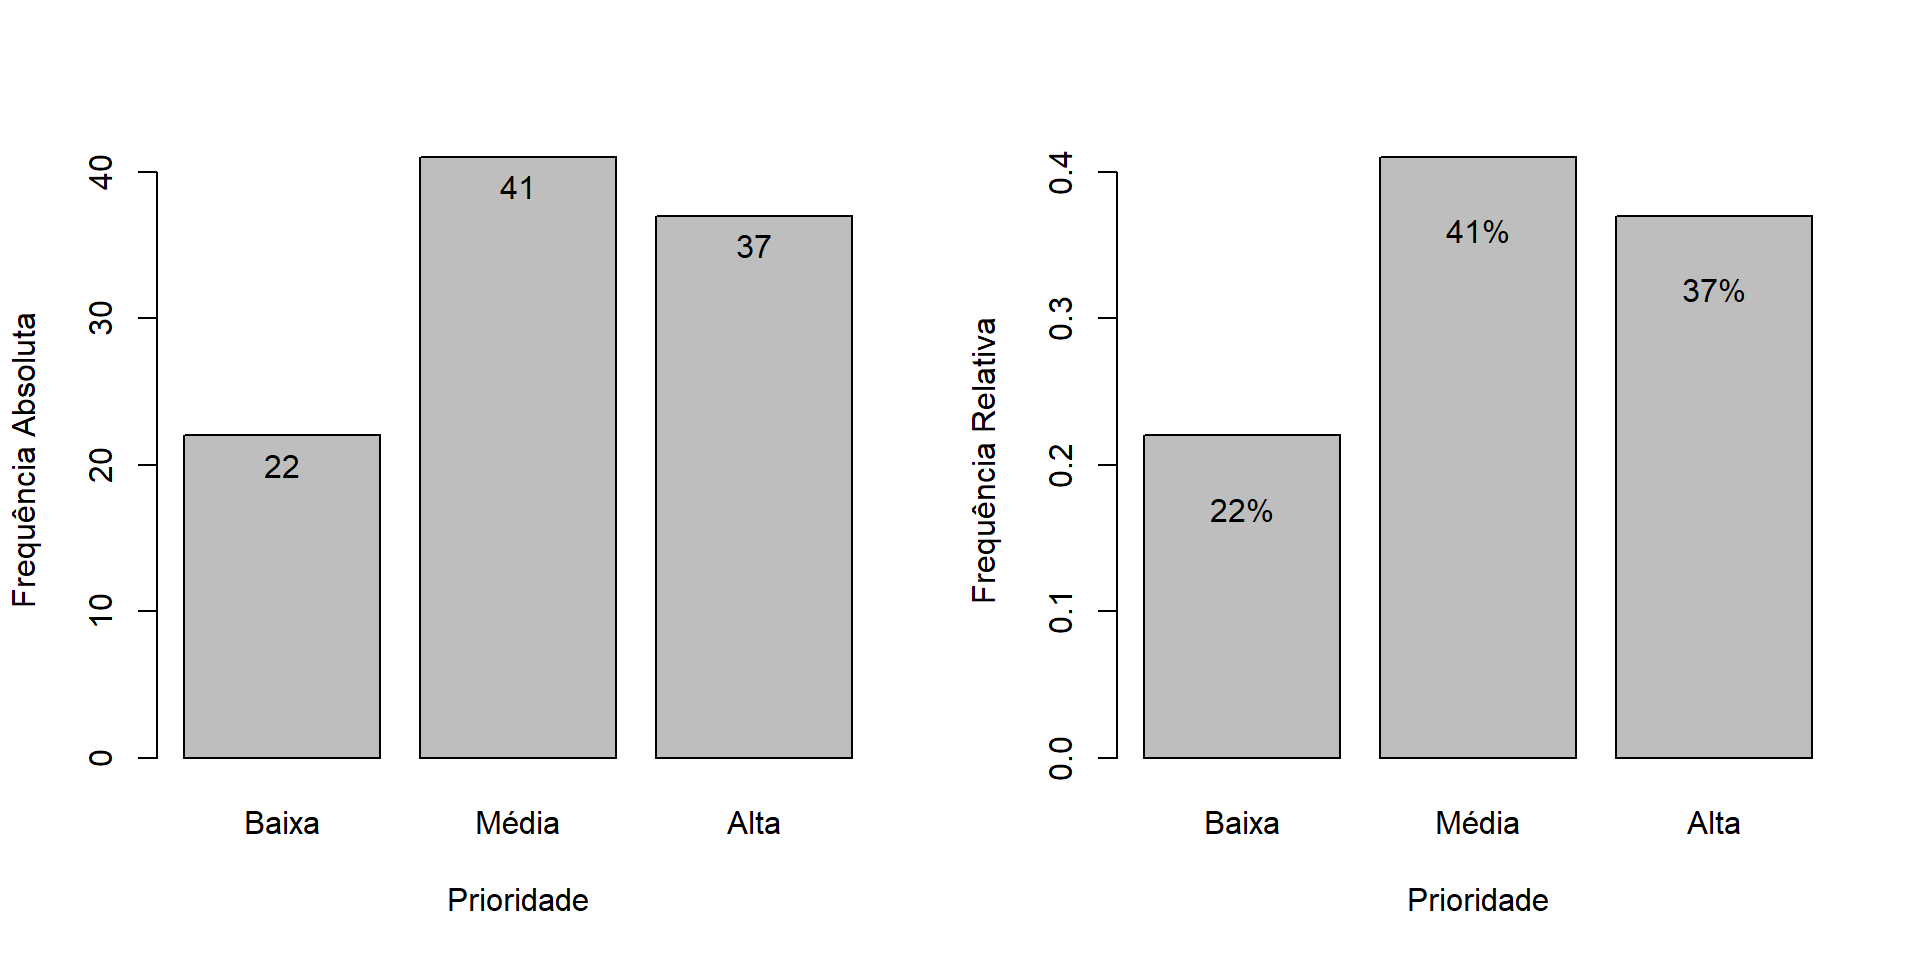 Frequência Absoluta
40
30
20
10
0
41
37
22
Baixa Média Alta
Prioridade
Frequência Relativa
0.4
0.3
0.2
0.1
0.0
41%
37%
22%
Baixa Média Alta
Prioridade